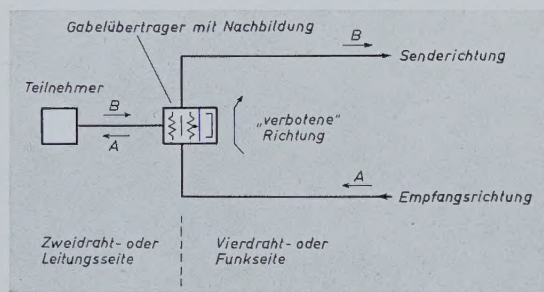 Gabelübertrager mit Nachbildung
B
Senderichtung
Teilnehmer
B
A
„verbotene"
Richtung
A
Empfangsrichtung
Zweidraht- oder
Leitungsseite
Vierdraht- oder
Funkseite